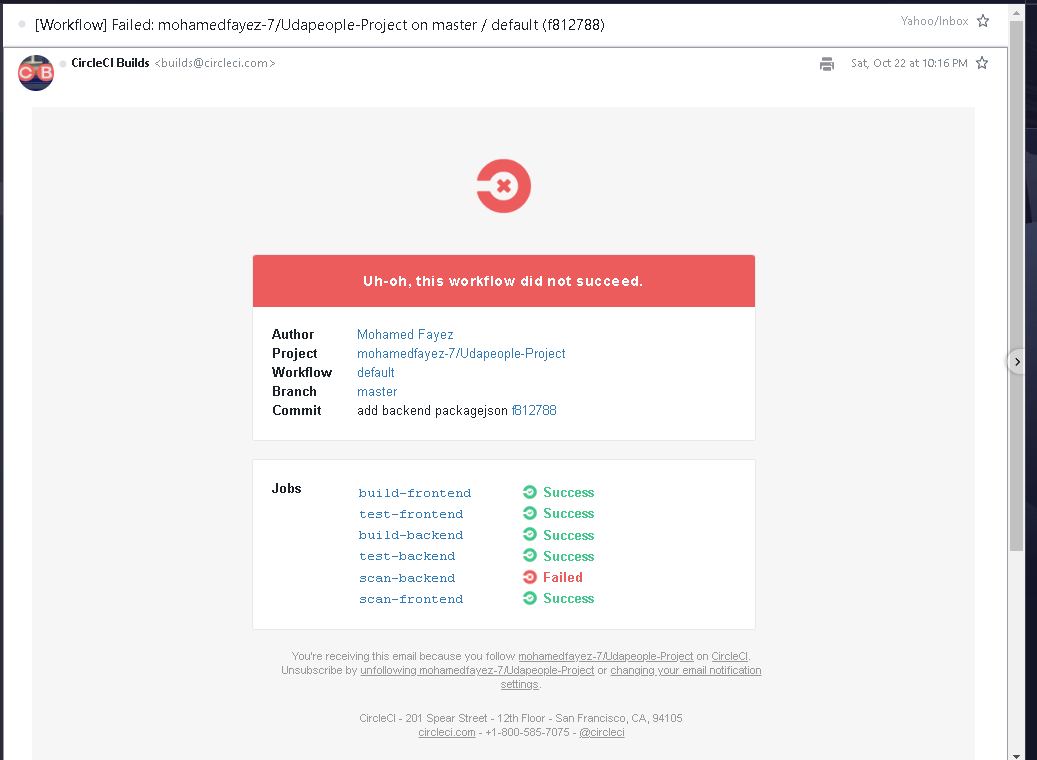 [Workflow] Failed: mohamedfayez-7/Udapeople-Project on master / default (f812788)
Yahoo/Inbox
CB
CircleCI Builds <builds@circleci.com>
Sat, Oct 22 at 10:16 PM
Uh-oh, this workflow did not succeed.
Author Mohamed Fayez
Project mohamedfayez-7/Udapeople-Project
Workflow default
Branch master
Commit add backend packagejson f812788
Jobs
build-frontend Success
test-frontend Success
build-backend Success
test-backend Success
scan-backend Failed
scan-frontend Success
You're receiving this email because you follow mohamedfayez-7/Udapeople-Project on CircleCI.
Unsubscribe by unfollowing mohamedfayez-7/Udapeople-Project or changing your email notification
settings.
CircleCI - 201 Spear Street - 12th Floor - San Francisco, CA, 94105
circleci.com - +1-800-585-7075 - @circleci